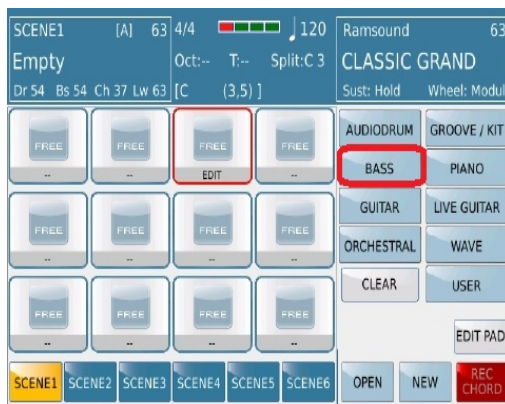 SCENE1 [A] 63 4/4 120 Ramsound 63
Empty Oct:-- T:-- Split:C 3 CLASSIC GRAND
Dr 54 Bs 54 Ch 37 Lw 63 [C (3,5) ] Sust: Hold Wheel: Modul
FREE FREE FREE FREE
-- -- EDIT --
FREE FREE FREE FREE
-- -- -- --
FREE FREE FREE FREE
-- -- -- --
AUDIODRUM GROOVE / KIT
BASS PIANO
GUITAR LIVE GUITAR
ORCHESTRAL WAVE
CLEAR USER
EDIT PAD
SCENE1 SCENE2 SCENE3 SCENE4 SCENE5 SCENE6 OPEN NEW REC
CHORD